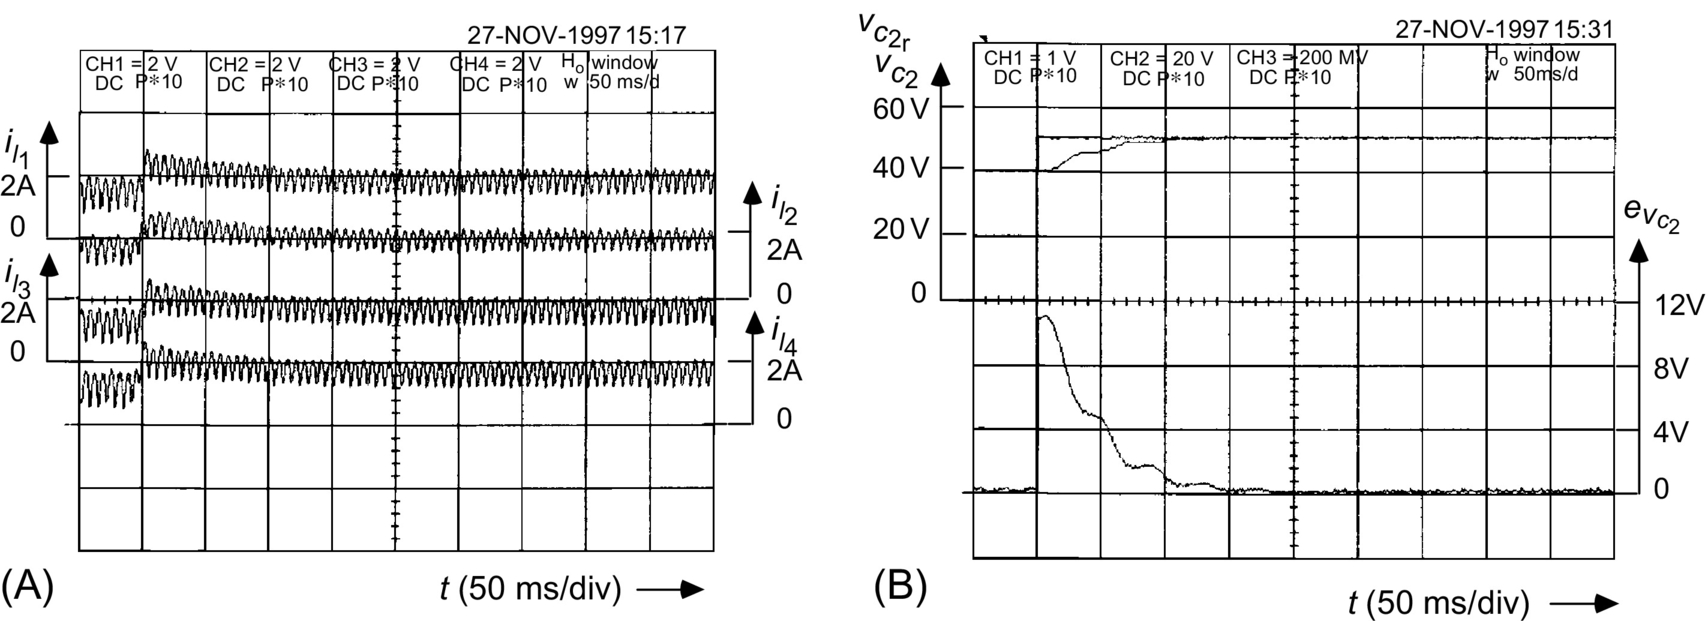 27-NOV-1997 15:17
CH1 = 2 V CH2 = 2 V CH3 = 2 V CH4 = 2 V Ho window
DC P*10 DC P*10 DC P*10 DC P*10 w 50 ms/d
il1
2A
0
il3
2A
0
il2
2A
0
il4
2A
0
(A)
t (50 ms/div)
vc2r
vc2
27-NOV-1997 15:31
CH1 = 1 V CH2 = 20 V CH3 = 200 MV Ho window
DC P*10 DC P*10 DC P*10 w 50ms/d
60 V
40 V
20 V
0
evc2
12V
8V
4V
0
(B)
t (50 ms/div)